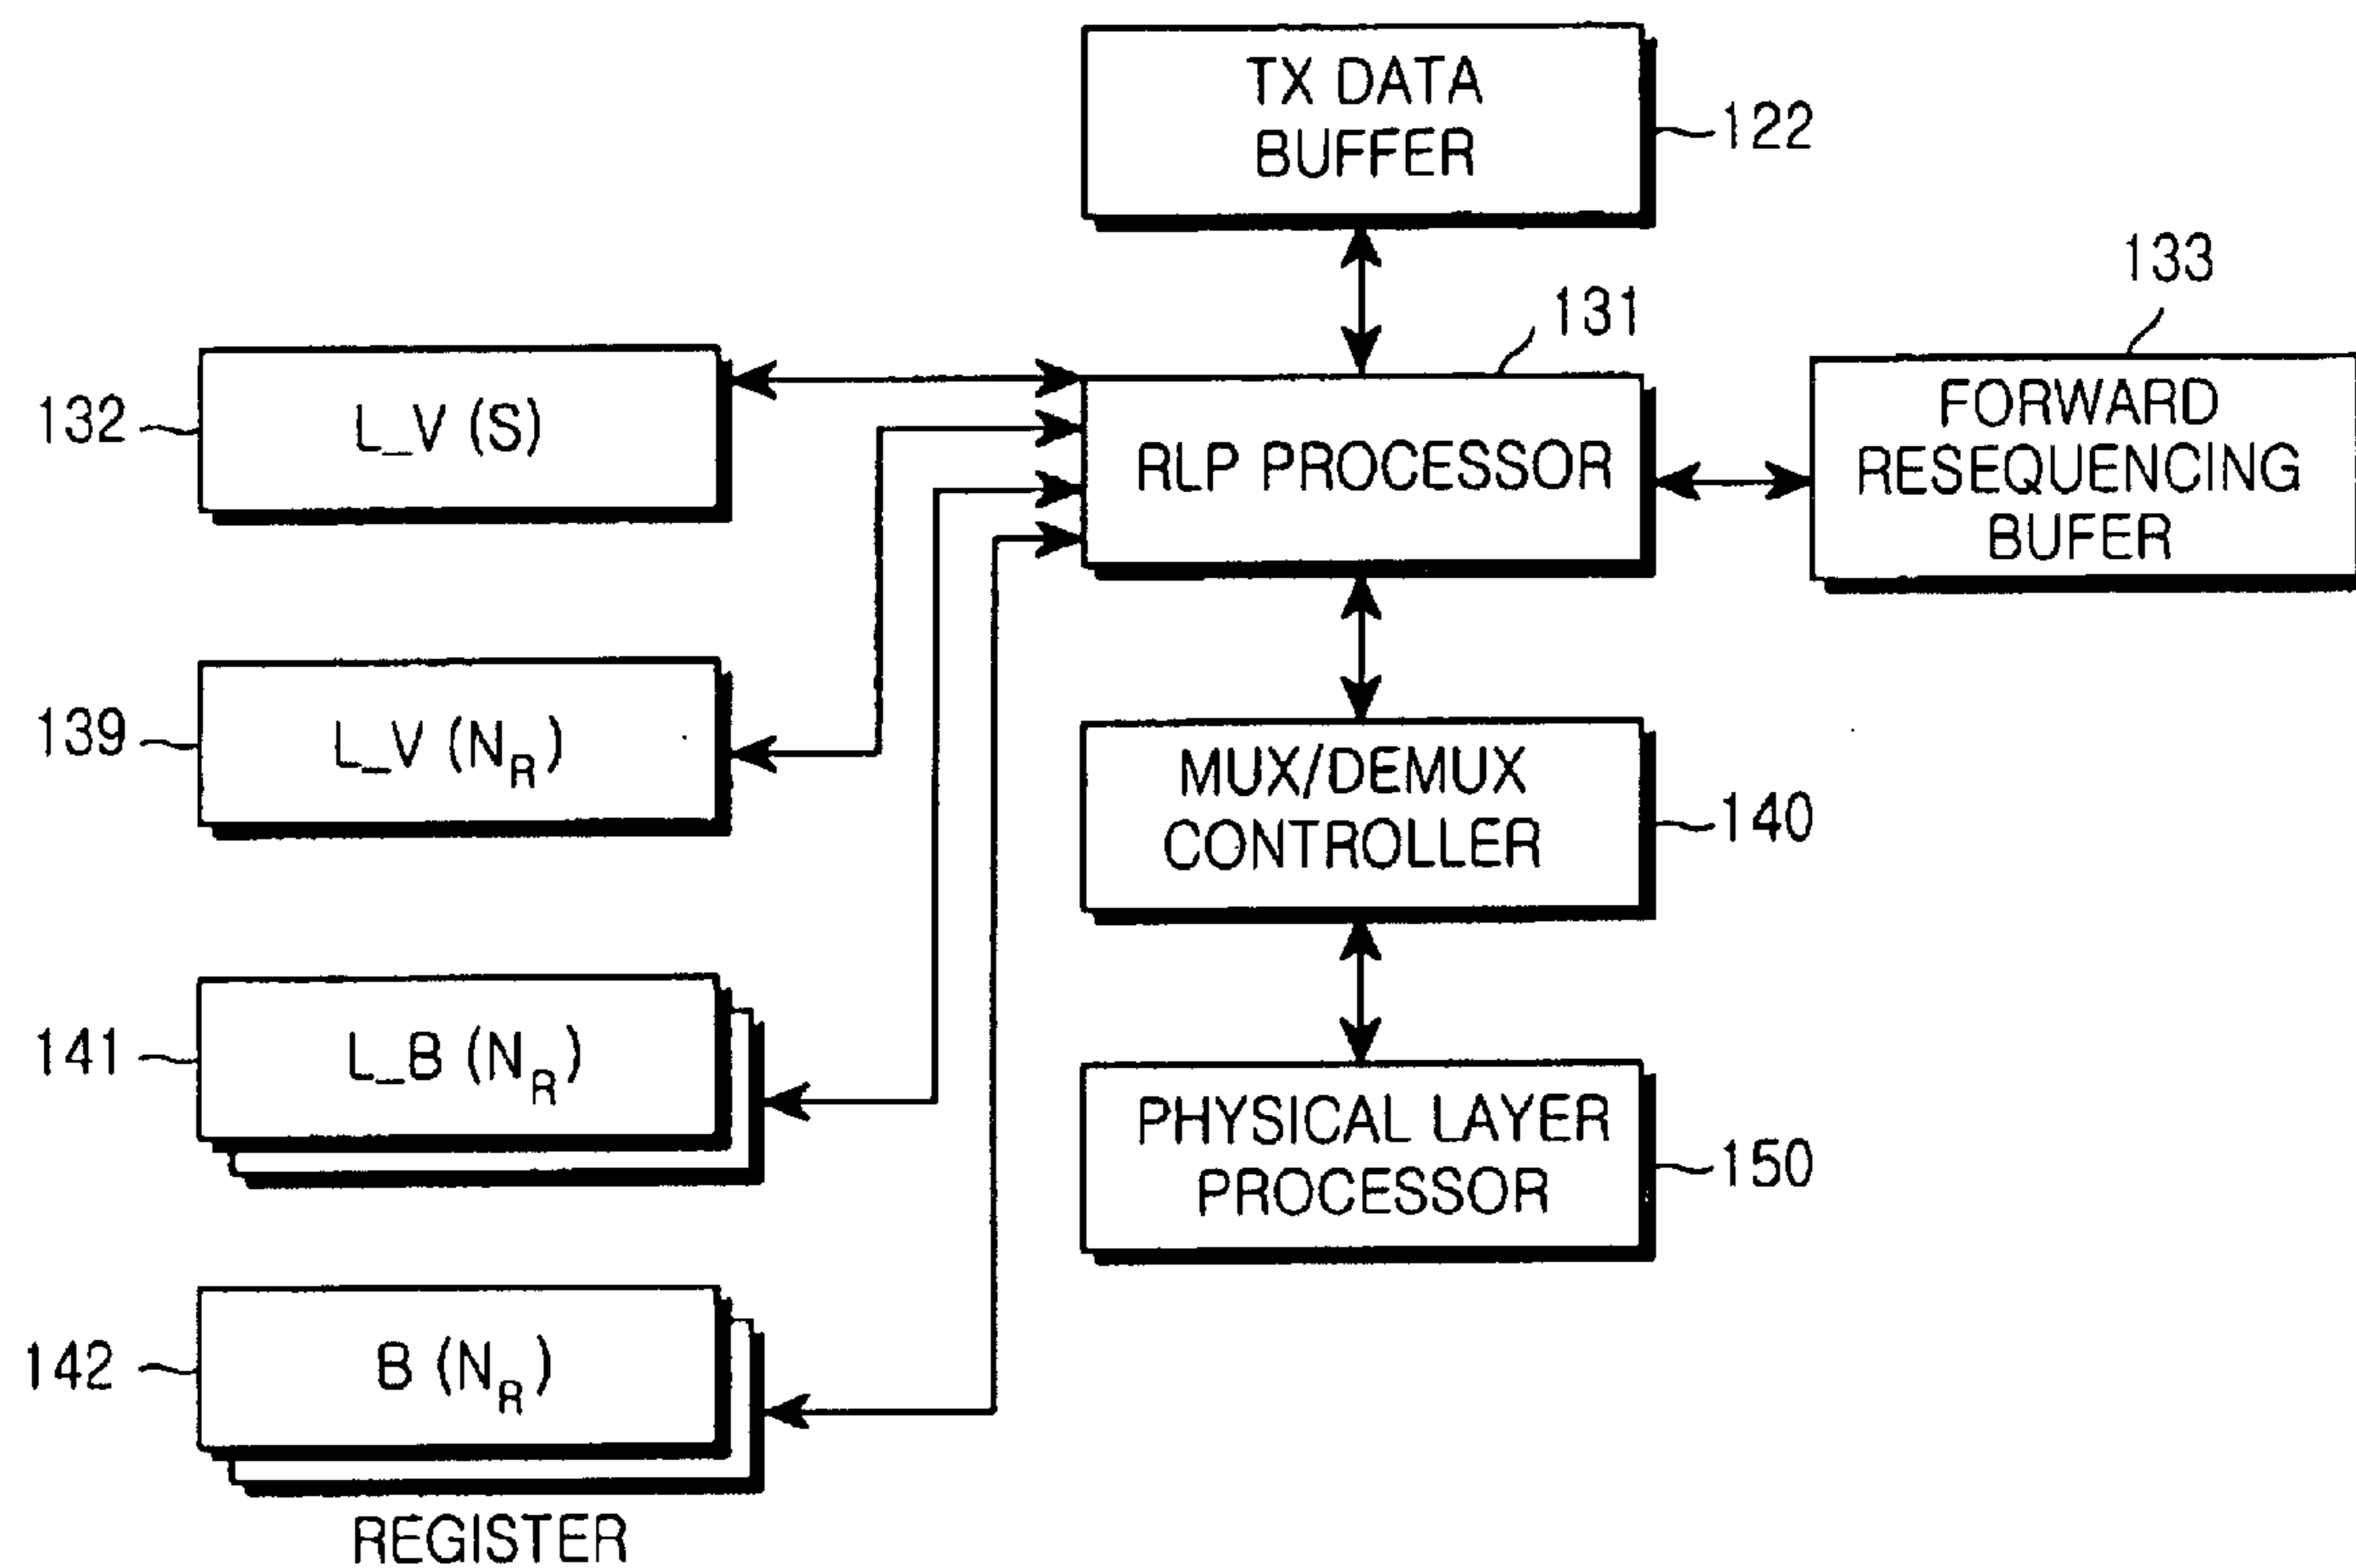 TX DATA
BUFFER
122
133
131
132
L_V (S)
RLP PROCESSOR
FORWARD
RESEQUENCING
BUFER
139
L_V (NR)
MUX/DEMUX
CONTROLLER
140
141
L_B (NR)
PHYSICAL LAYER
PROCESSOR
150
142
B (NR)
REGISTER